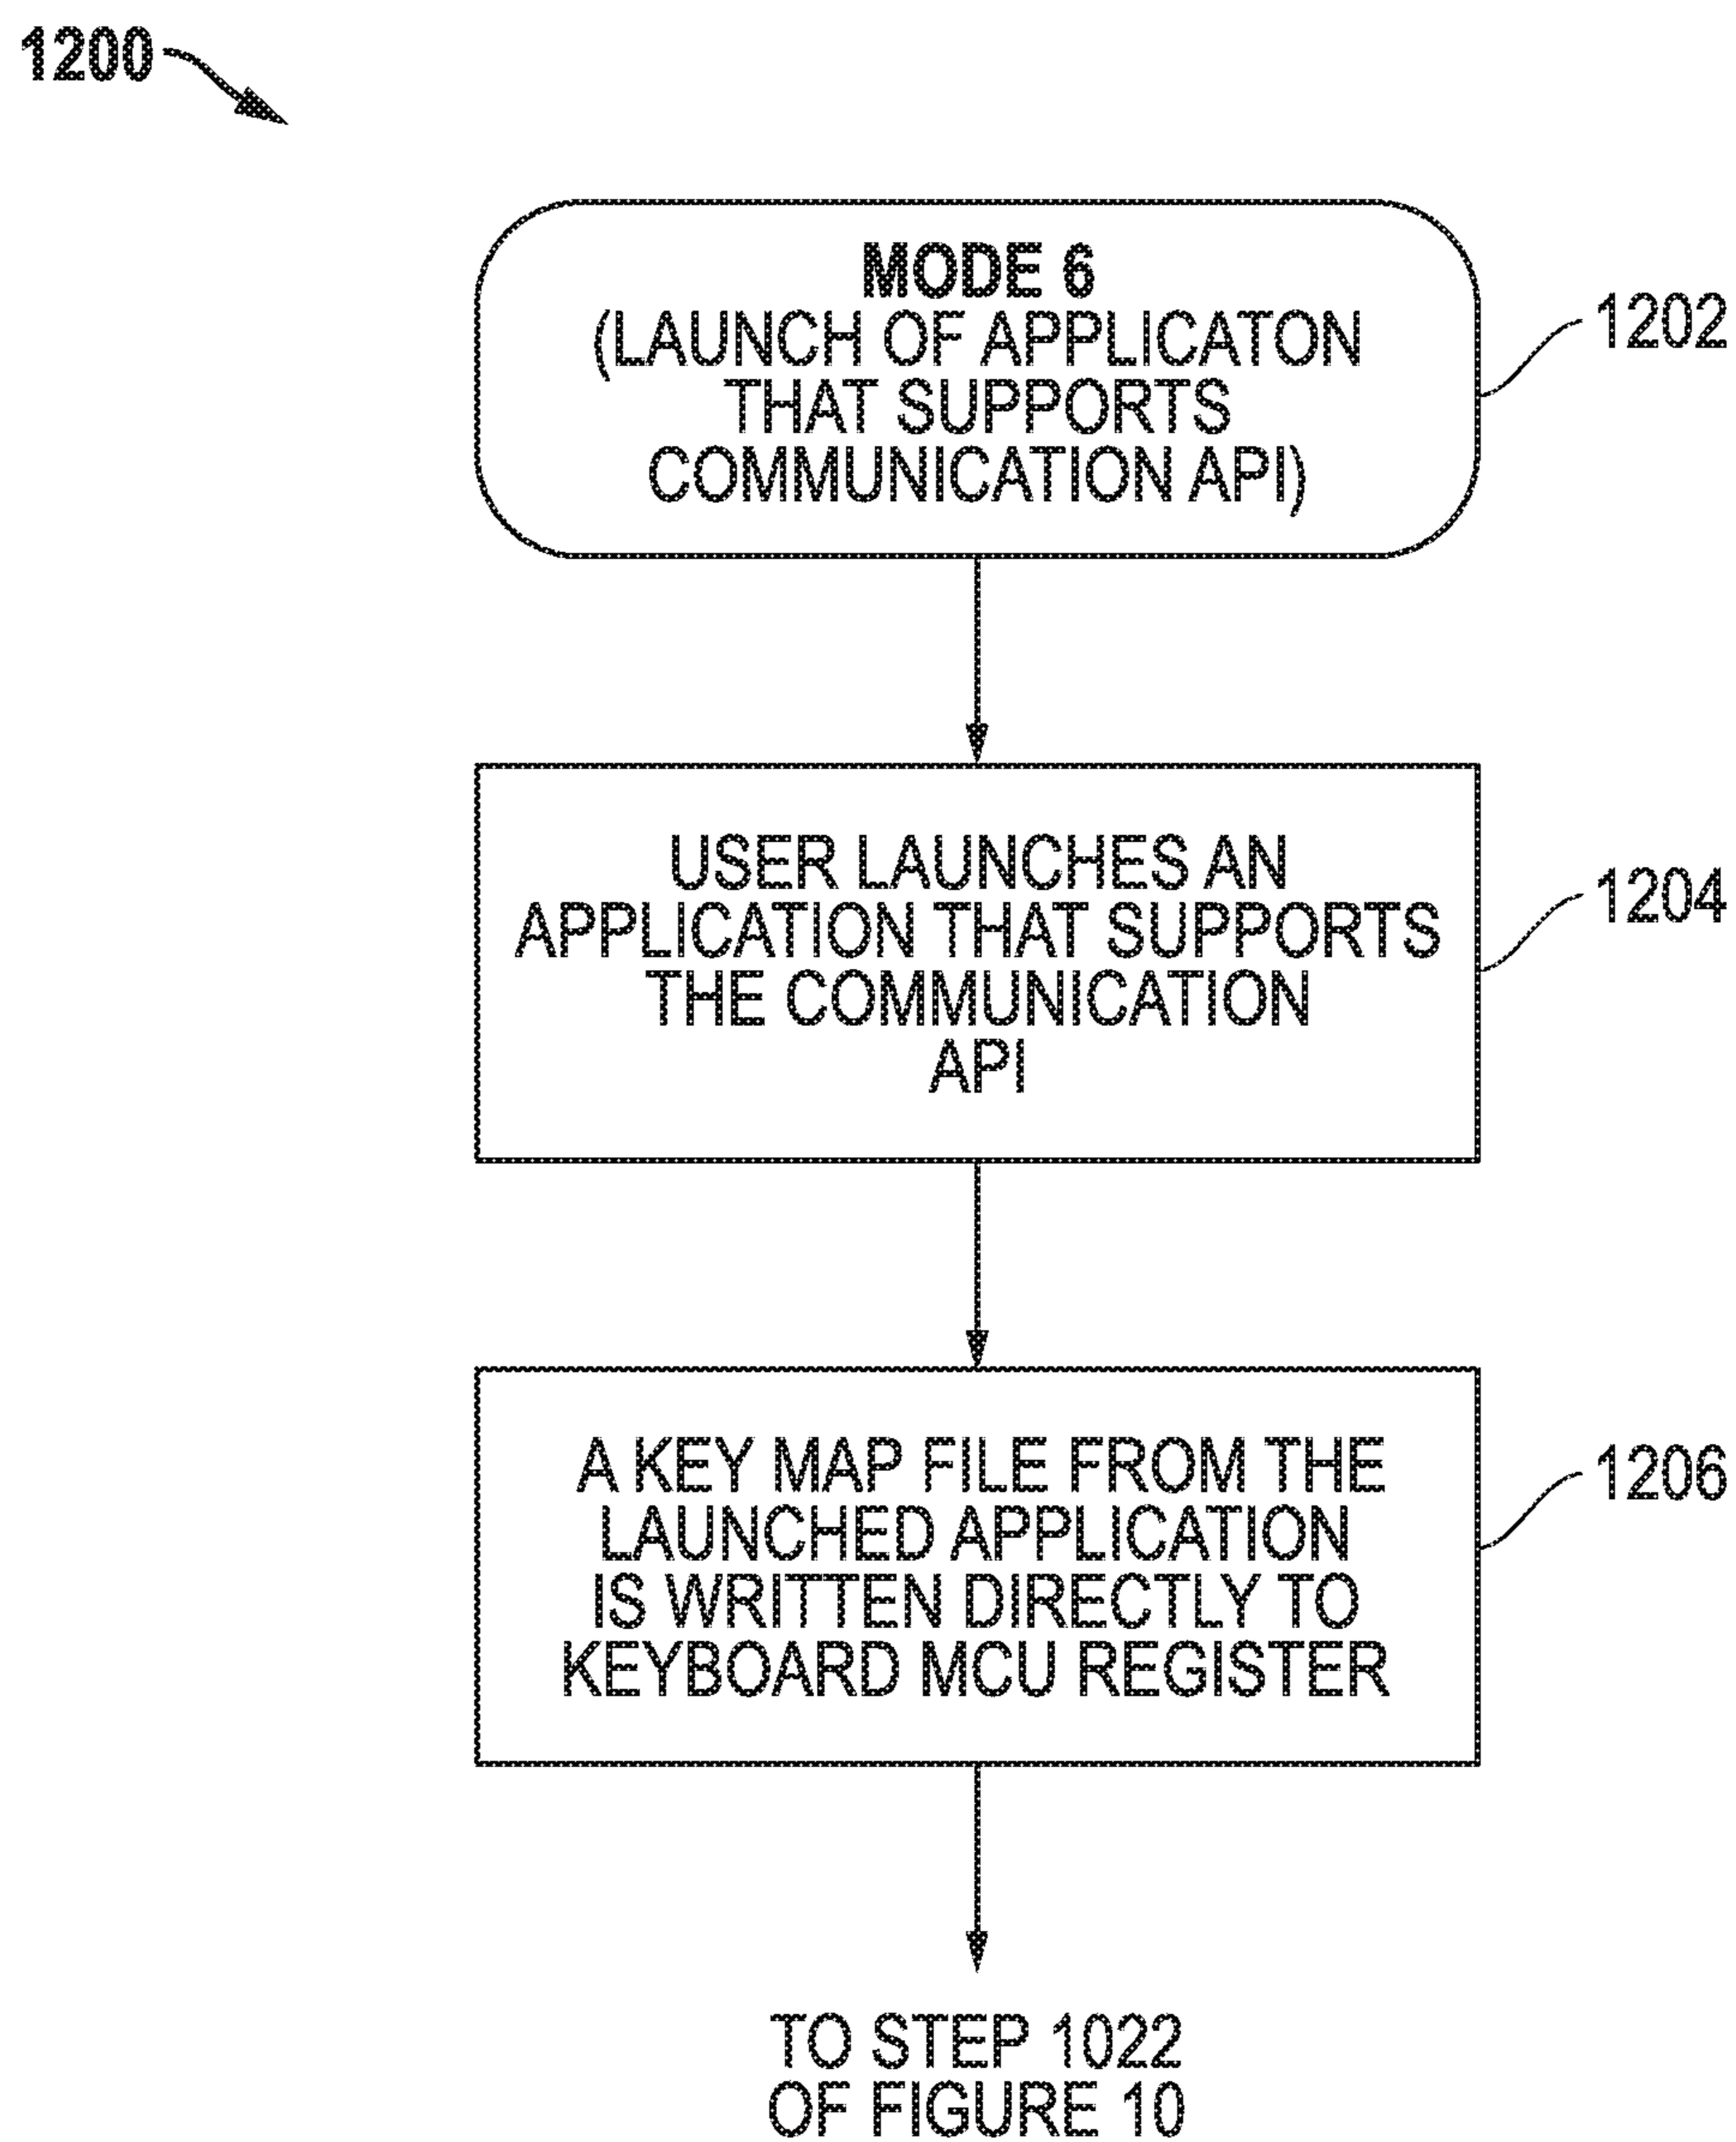 1200
MODE 6
(LAUNCH OF APPLICATON
THAT SUPPORTS
COMMUNICATION API)
1202
USER LAUNCHES AN
APPLICATION THAT SUPPORTS
THE COMMUNICATION
API
1204
A KEY MAP FILE FROM THE
LAUNCHED APPLICATION
IS WRITTEN DIRECTLY TO
KEYBOARD MCU REGISTER
1206
TO STEP 1022
OF FIGURE 10